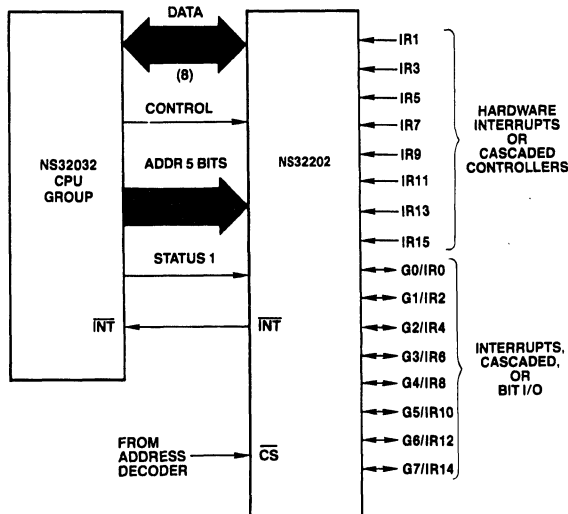 DATA
(8)
CONTROL
ADDR 5 BITS
STATUS 1
NS32032
CPU
GROUP
INT
NS32202
INT
FROM
ADDRESS
DECODER
CS
IR1
IR3
IR5
IR7
IR9
IR11
IR13
IR15
HARDWARE
INTERRUPTS
OR
CASCADED
CONTROLLERS
G0/IR0
G1/IR2
G2/IR4
G3/IR6
G4/IR8
G5/IR10
G6/IR12
G7/IR14
INTERRUPTS,
CASCADED,
OR
BIT I/O